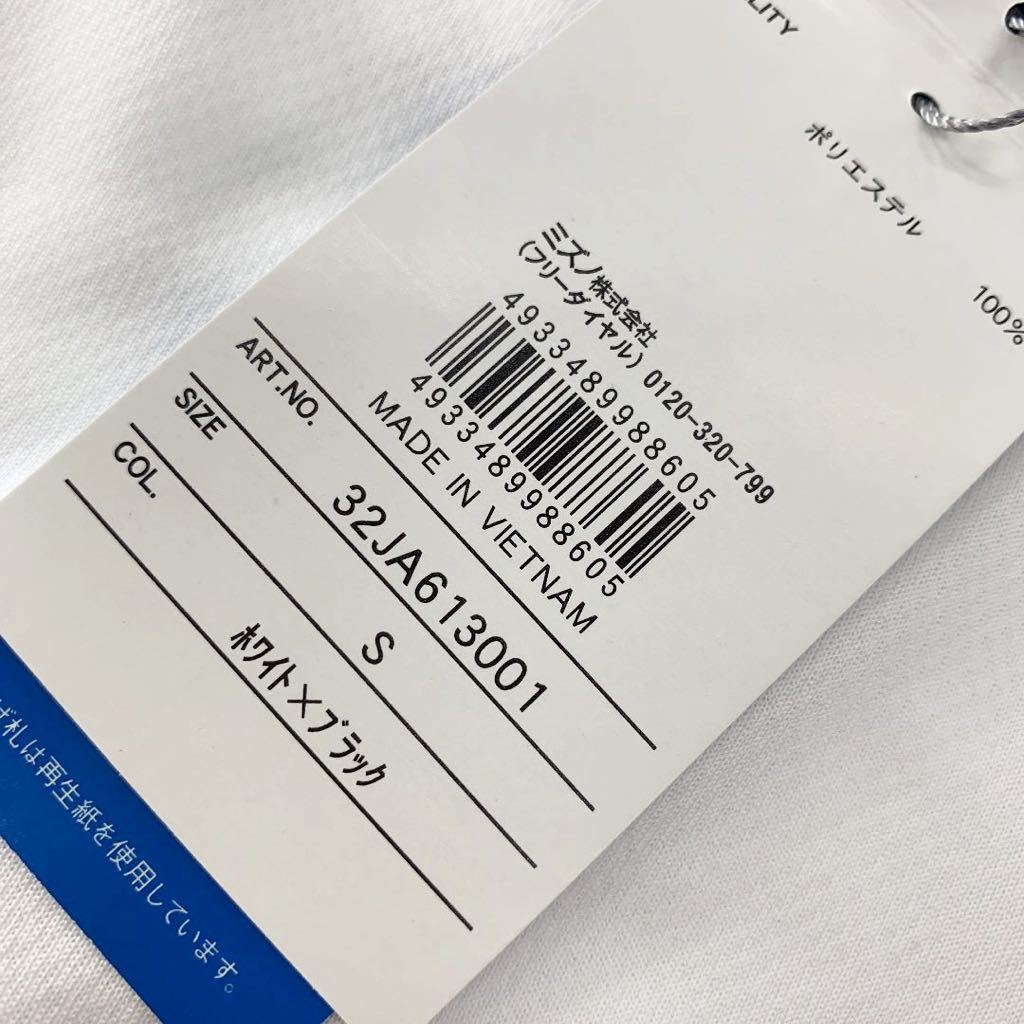 LITY
ポリエステル
100%
ミズノ株式会社
(フリーダイヤル) 0120-320-799
4933489988605
4933489988605
MADE IN VIETNAM
ART.NO. 32JA613001
SIZE S
COL. ホワイト×ブラック
げ札は再生紙を使用しています。